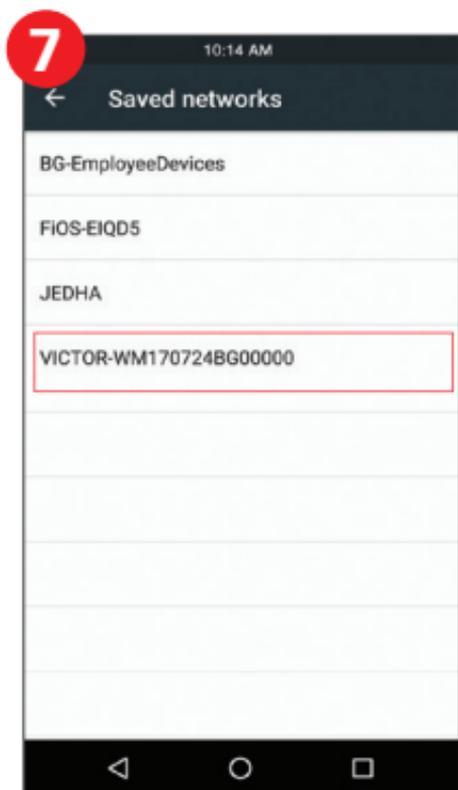 7
10:14 AM
Saved networks
BG-EmployeeDevices
FiOS-EIQD5
JEDHA
VICTOR-WM170724BG00000